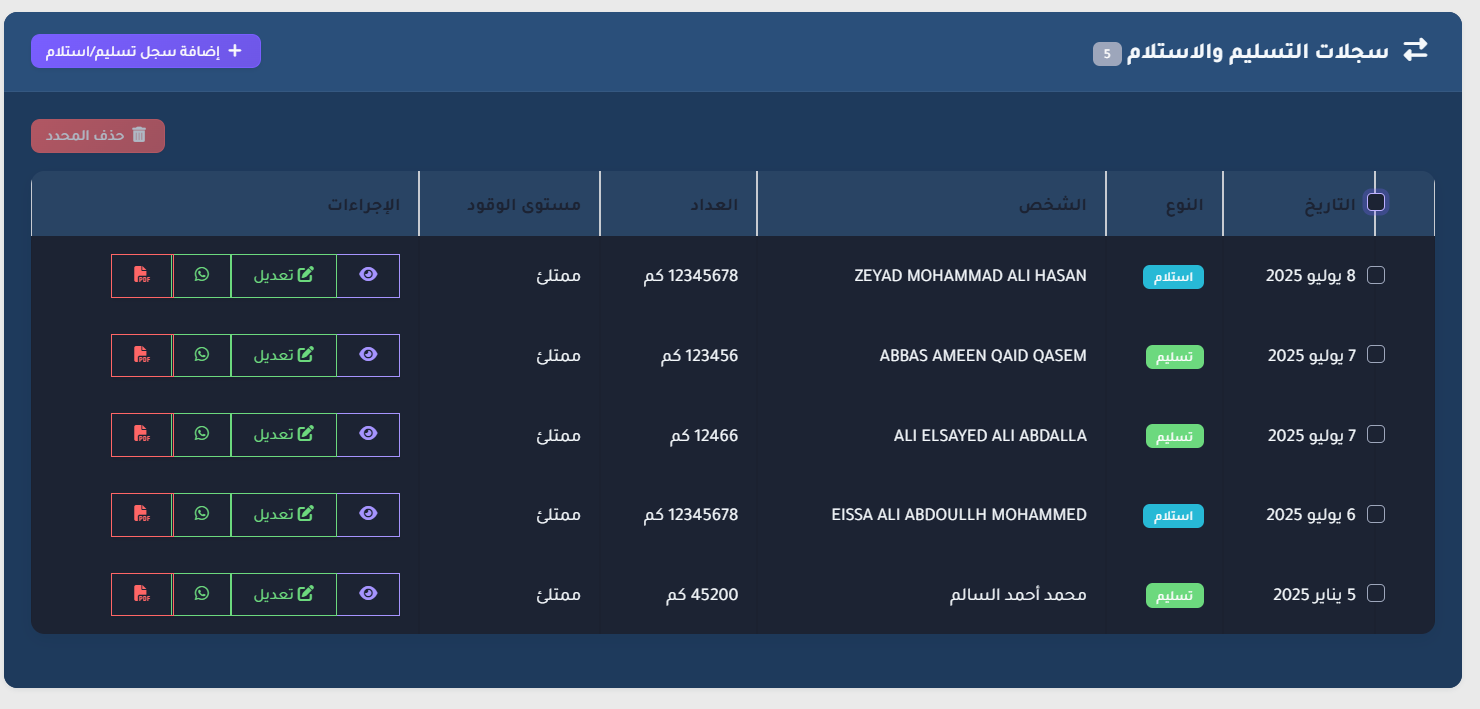 سجلات التسليم والاستلام 5
إضافة سجل تسليم/استلام
حذف المحدد
التاريخ النوع الشخص العداد مستوى الوقود الإجراءات
8 يوليو 2025 استلام ZEYAD MOHAMMAD ALI HASAN 12345678 كم ممتلئ تعديل PDF
7 يوليو 2025 تسليم ABBAS AMEEN QAID QASEM 123456 كم ممتلئ تعديل PDF
7 يوليو 2025 تسليم ALI ELSAYED ALI ABDALLA 12466 كم ممتلئ تعديل PDF
6 يوليو 2025 استلام EISSA ALI ABDOULLH MOHAMMED 12345678 كم ممتلئ تعديل PDF
5 يناير 2025 تسليم محمد أحمد السالم 45200 كم ممتلئ تعديل PDF